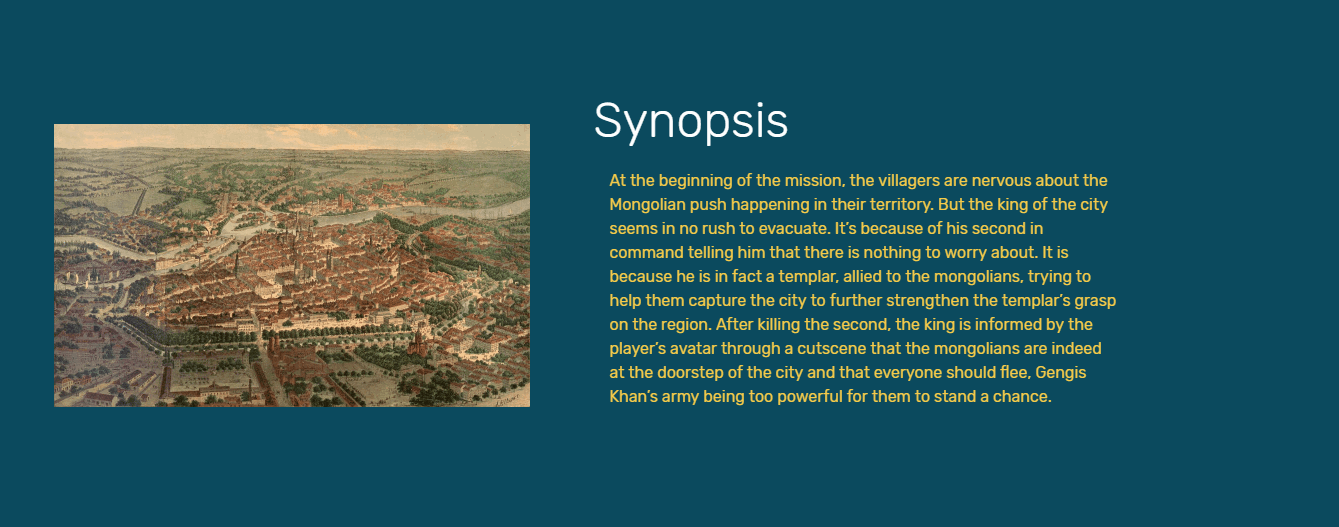 Synopsis
At the beginning of the mission, the villagers are nervous about the
Mongolian push happening in their territory. But the king of the city
seems in no rush to evacuate. It’s because of his second in
command telling him that there is nothing to worry about. It is
because he is in fact a templar, allied to the mongolians, trying to
help them capture the city to further strengthen the templar’s grasp
on the region. After killing the second, the king is informed by the
player’s avatar through a cutscene that the mongolians are indeed
at the doorstep of the city and that everyone should flee, Gengis
Khan’s army being too powerful for them to stand a chance.